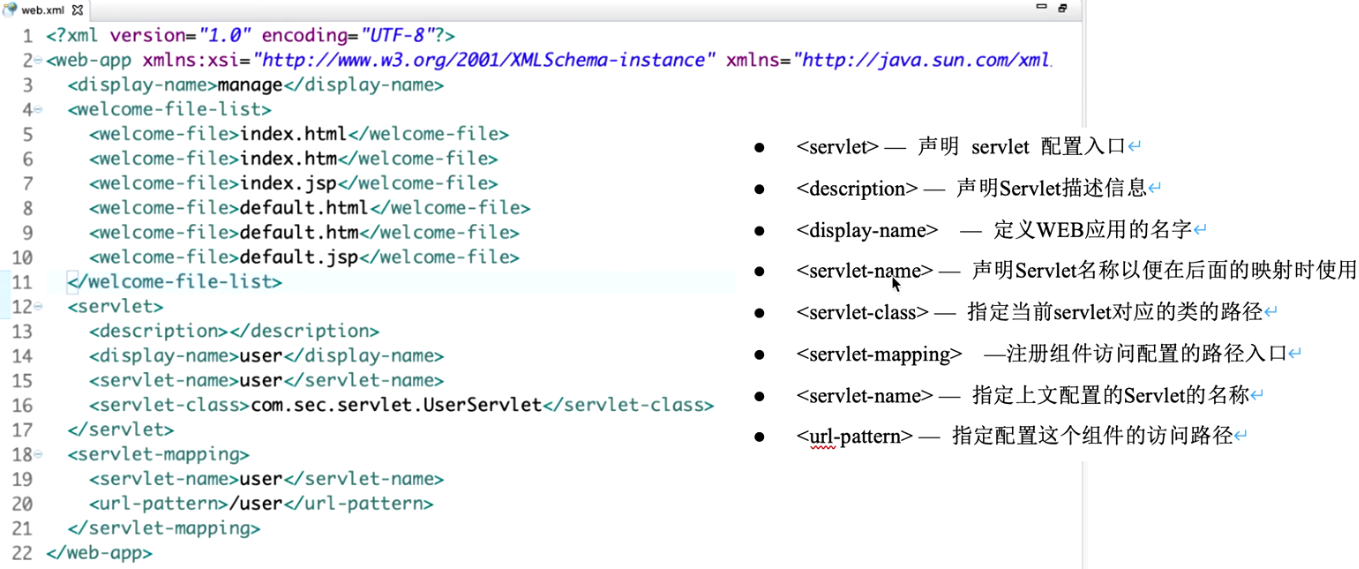 web.xml
1 <?xml version="1.0" encoding="UTF-8"?>
2 <web-app xmlns:xsi="http://www.w3.org/2001/XMLSchema-instance" xmlns="http://java.sun.com/xml.
3 <display-name>manage</display-name>
4 <welcome-file-list>
5 <welcome-file>index.html</welcome-file>
6 <welcome-file>index.htm</welcome-file>
7 <welcome-file>index.jsp</welcome-file>
8 <welcome-file>default.html</welcome-file>
9 <welcome-file>default.htm</welcome-file>
10 <welcome-file>default.jsp</welcome-file>
11 </welcome-file-list>
12 <servlet>
13 <description></description>
14 <display-name>user</display-name>
15 <servlet-name>user</servlet-name>
16 <servlet-class>com.sec.servlet.UserServlet</servlet-class>
17 </servlet>
18 <servlet-mapping>
19 <servlet-name>user</servlet-name>
20 <url-pattern>/user</url-pattern>
21 </servlet-mapping>
22 </web-app>
● <servlet> — 声明 servlet 配置入口↵
● <description> — 声明Servlet描述信息↵
● <display-name> — 定义WEB应用的名字↵
● <servlet-name> — 声明Servlet名称以便在后面的映射时使用
● <servlet-class> — 指定当前servlet对应的类的路径↵
● <servlet-mapping> —注册组件访问配置的路径入口↵
● <servlet-name> — 指定上文配置的Servlet的名称↵
● <url-pattern> — 指定配置这个组件的访问路径↵